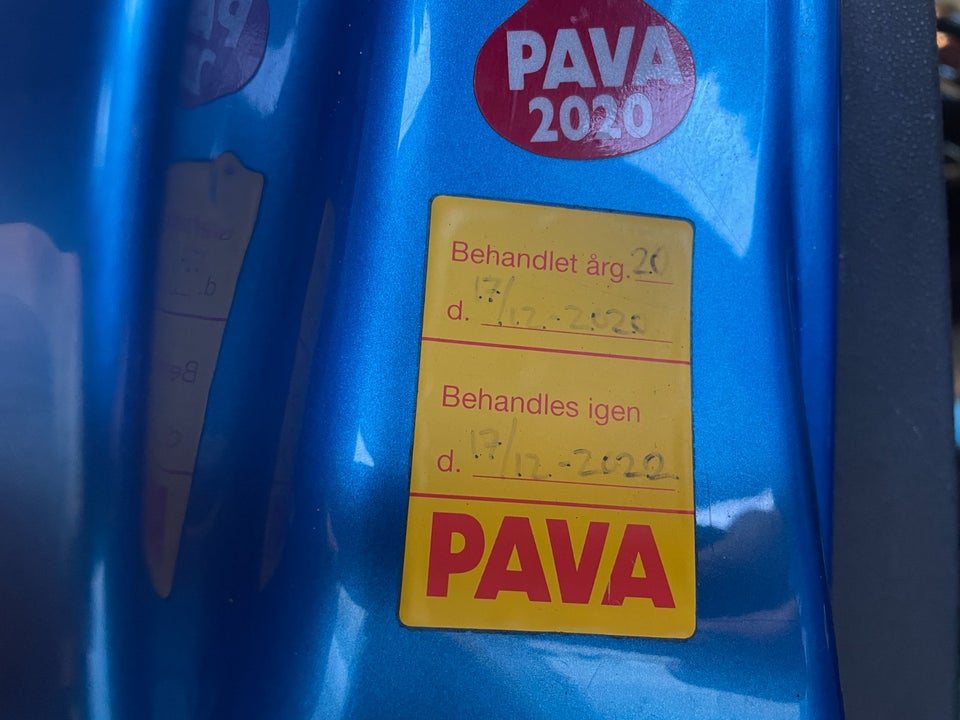 PAVA
2020
Behandlet årg. 20
d. 17/12.-2020
Behandles igen
d. 17/12.-2022
PAVA